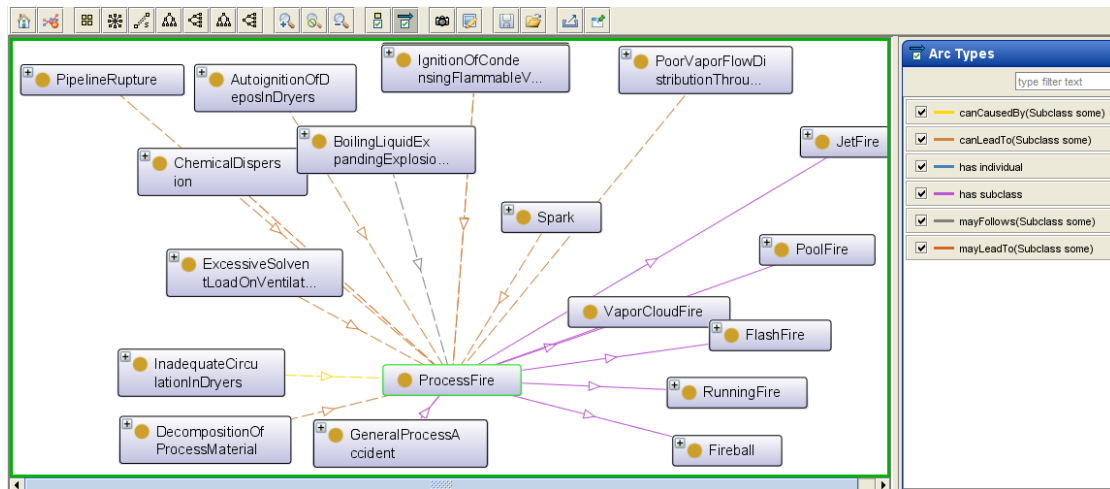 PipelineRupture
AutoignitionOfD
eposInDryers
IgnitionOfConde
nsingFlammableV...
PoorVaporFlowDi
stributionThrou...
BoilingLiquidEx
pandingExplosio...
JetFire
ChemicalDispers
ion
Spark
PoolFire
ExcessiveSolven
tLoadOnVentilat...
VaporCloudFire
FlashFire
InadequateCircu
lationInDryers
ProcessFire
RunningFire
DecompositionOf
ProcessMaterial
GeneralProcessA
ccident
Fireball
Arc Types
type filter text
canCausedBy(Subclass some)
canLeadTo(Subclass some)
has individual
has subclass
mayFollows(Subclass some)
mayLeadTo(Subclass some)